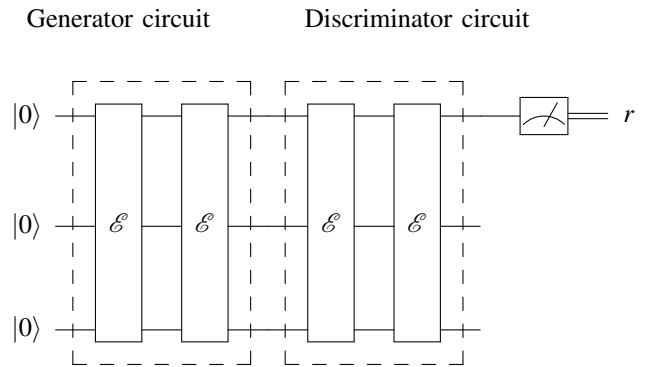 Generator circuit Discriminator circuit
|0⟩ r
|0⟩ ℰ ℰ ℰ ℰ
|0⟩